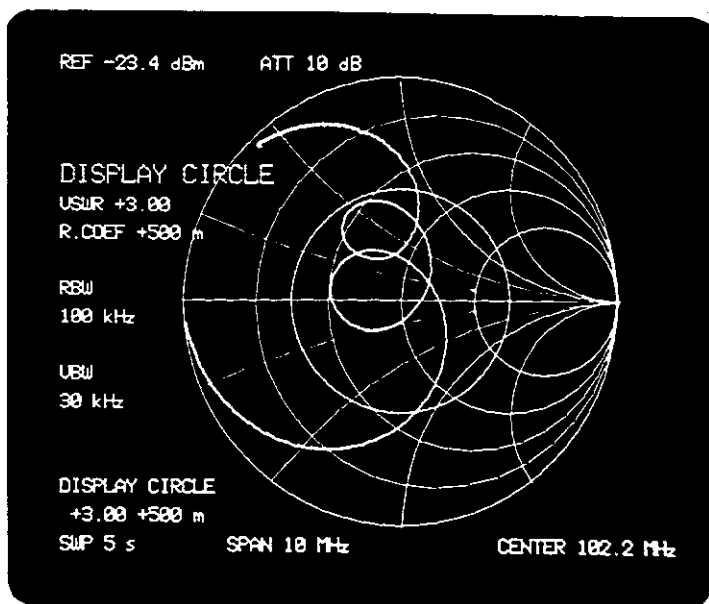 REF -23.4 dBm ATT 10 dB
DISPLAY CIRCLE
VSWR +3.00
R.COEF +500 m
RBW
100 kHz
VBW
30 kHz
DISPLAY CIRCLE
+3.00 +500 m
SWP 5 s SPAN 10 MHz CENTER 102.2 MHz